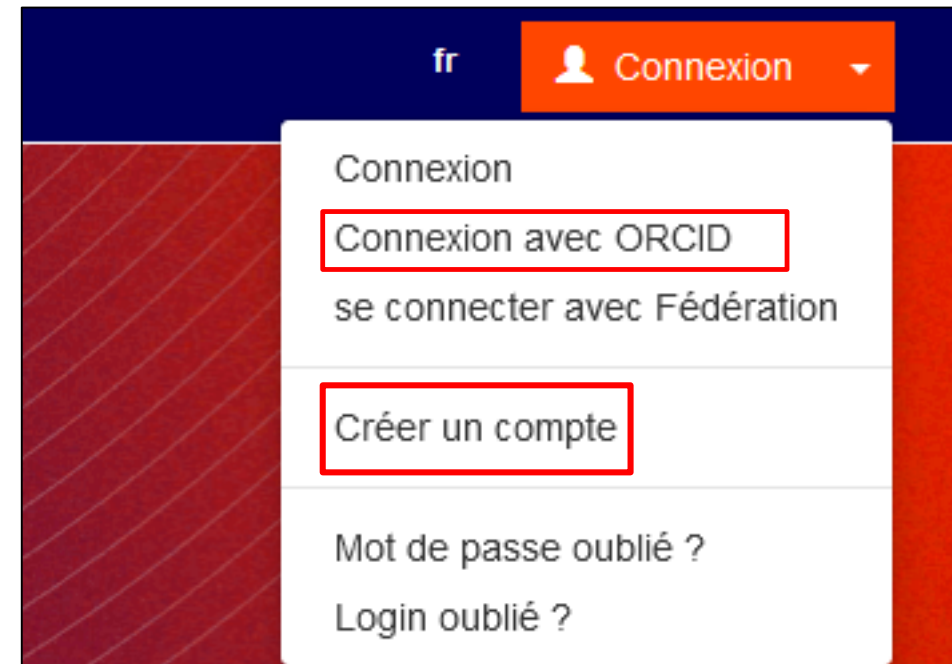 fr
Connexion
Connexion
Connexion avec ORCID
se connecter avec Fédération
Créer un compte
Mot de passe oublié ?
Login oublié ?